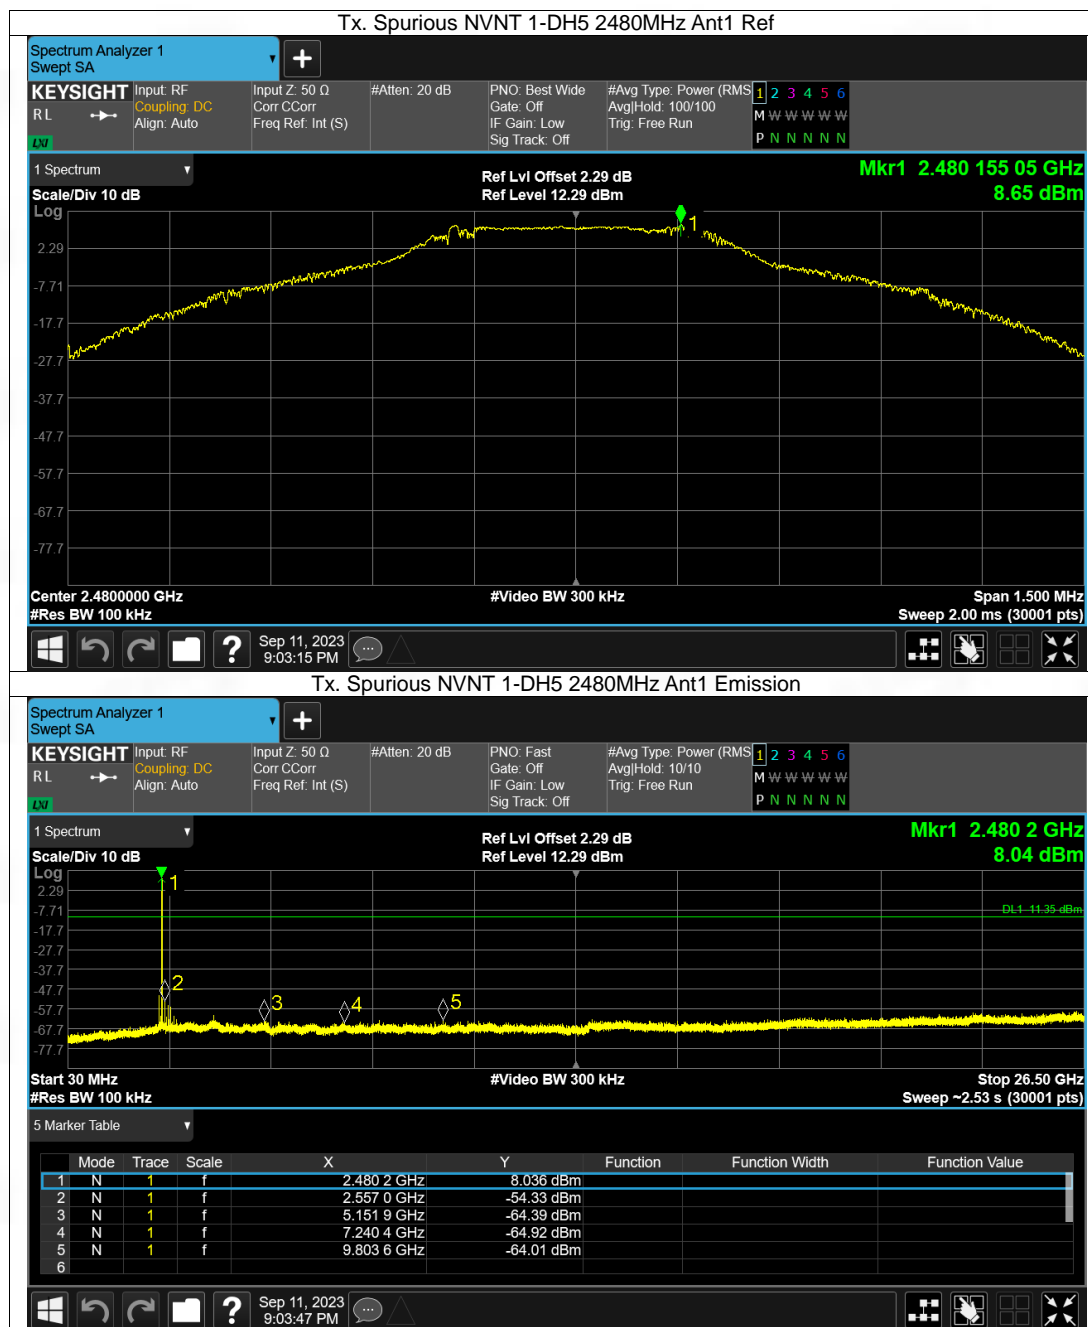 Tx. Spurious NVNT 1-DH5 2480MHz Ant1 Ref
Spectrum Analyzer 1
Swept SA
KEYSIGHT Input: RF Input Z: 50 Ω #Atten: 20 dB PNO: Best Wide #Avg Type: Power (RMS 1 2 3 4 5 6
RL Coupling: DC Corr CCorr Gate: Off Avg|Hold: 100/100 M W W W W W
Align: Auto Freq Ref: Int (S) IF Gain: Low Trig: Free Run
LXI Sig Track: Off P N N N N N
1 Spectrum Ref Lvl Offset 2.29 dB Mkr1 2.480 155 05 GHz
Scale/Div 10 dB Ref Level 12.29 dBm 8.65 dBm
Log
1
2.29
-7.71
-17.7
-27.7
-37.7
-47.7
-57.7
-67.7
-77.7
Center 2.4800000 GHz #Video BW 300 kHz Span 1.500 MHz
#Res BW 100 kHz Sweep 2.00 ms (30001 pts)
? Sep 11, 2023
9:03:15 PM
Tx. Spurious NVNT 1-DH5 2480MHz Ant1 Emission
Spectrum Analyzer 1
Swept SA
KEYSIGHT Input: RF Input Z: 50 Ω #Atten: 20 dB PNO: Fast #Avg Type: Power (RMS 1 2 3 4 5 6
RL Coupling: DC Corr CCorr Gate: Off Avg|Hold: 10/10 M W W W W W
Align: Auto Freq Ref: Int (S) IF Gain: Low Trig: Free Run
LXI Sig Track: Off P N N N N N
1 Spectrum Ref Lvl Offset 2.29 dB Mkr1 2.480 2 GHz
Scale/Div 10 dB Ref Level 12.29 dBm 8.04 dBm
Log
1
2.29
-7.71 DL1 -11.35 dBm
-17.7
-27.7
-37.7
-47.7 2
-57.7 3 4 5
-67.7
-77.7
Start 30 MHz #Video BW 300 kHz Stop 26.50 GHz
#Res BW 100 kHz Sweep ~2.53 s (30001 pts)
5 Marker Table
Mode Trace Scale X Y Function Function Width Function Value
1 N 1 f 2.480 2 GHz 8.036 dBm
2 N 1 f 2.557 0 GHz -54.33 dBm
3 N 1 f 5.151 9 GHz -64.39 dBm
4 N 1 f 7.240 4 GHz -64.92 dBm
5 N 1 f 9.803 6 GHz -64.01 dBm
6
? Sep 11, 2023
9:03:47 PM